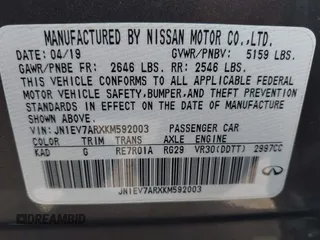 MANUFACTURED BY NISSAN MOTOR CO.,LTD.
DATE: 04/19 GVWR/PNBV: 5159 LBS.
GAWR/PNBE FR: 2646 LBS. RR: 2546 LBS.
THIS VEHICLE CONFORMS TO ALL APPLICABLE FEDERAL
MOTOR VEHICLE SAFETY,BUMPER,AND THEFT PREVENTION
STANDARDS IN EFFECT ON THE DATE OF MANUFACTURE
SHOWN ABOVE.
VIN: JN1EV7ARXKM592003 PASSENGER CAR
COLOR TRIM TRANS AXLE ENGINE
KAD G RE7R01A RG29 VR30(DDTT) 2997CC
JN1EV7ARXKM592003
INFINITI
DREAMBID